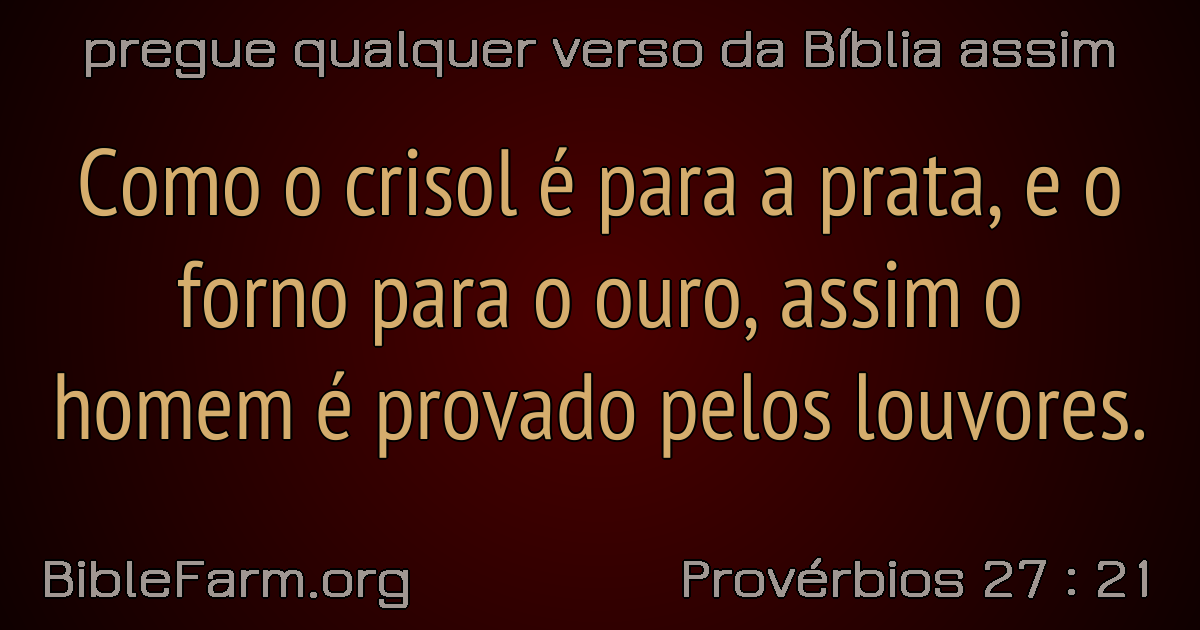 pregue qualquer verso da Bíblia assim
Como o crisol é para a prata, e o
forno para o ouro, assim o
homem é provado pelos louvores.
BibleFarm.org
Provérbios 27 : 21